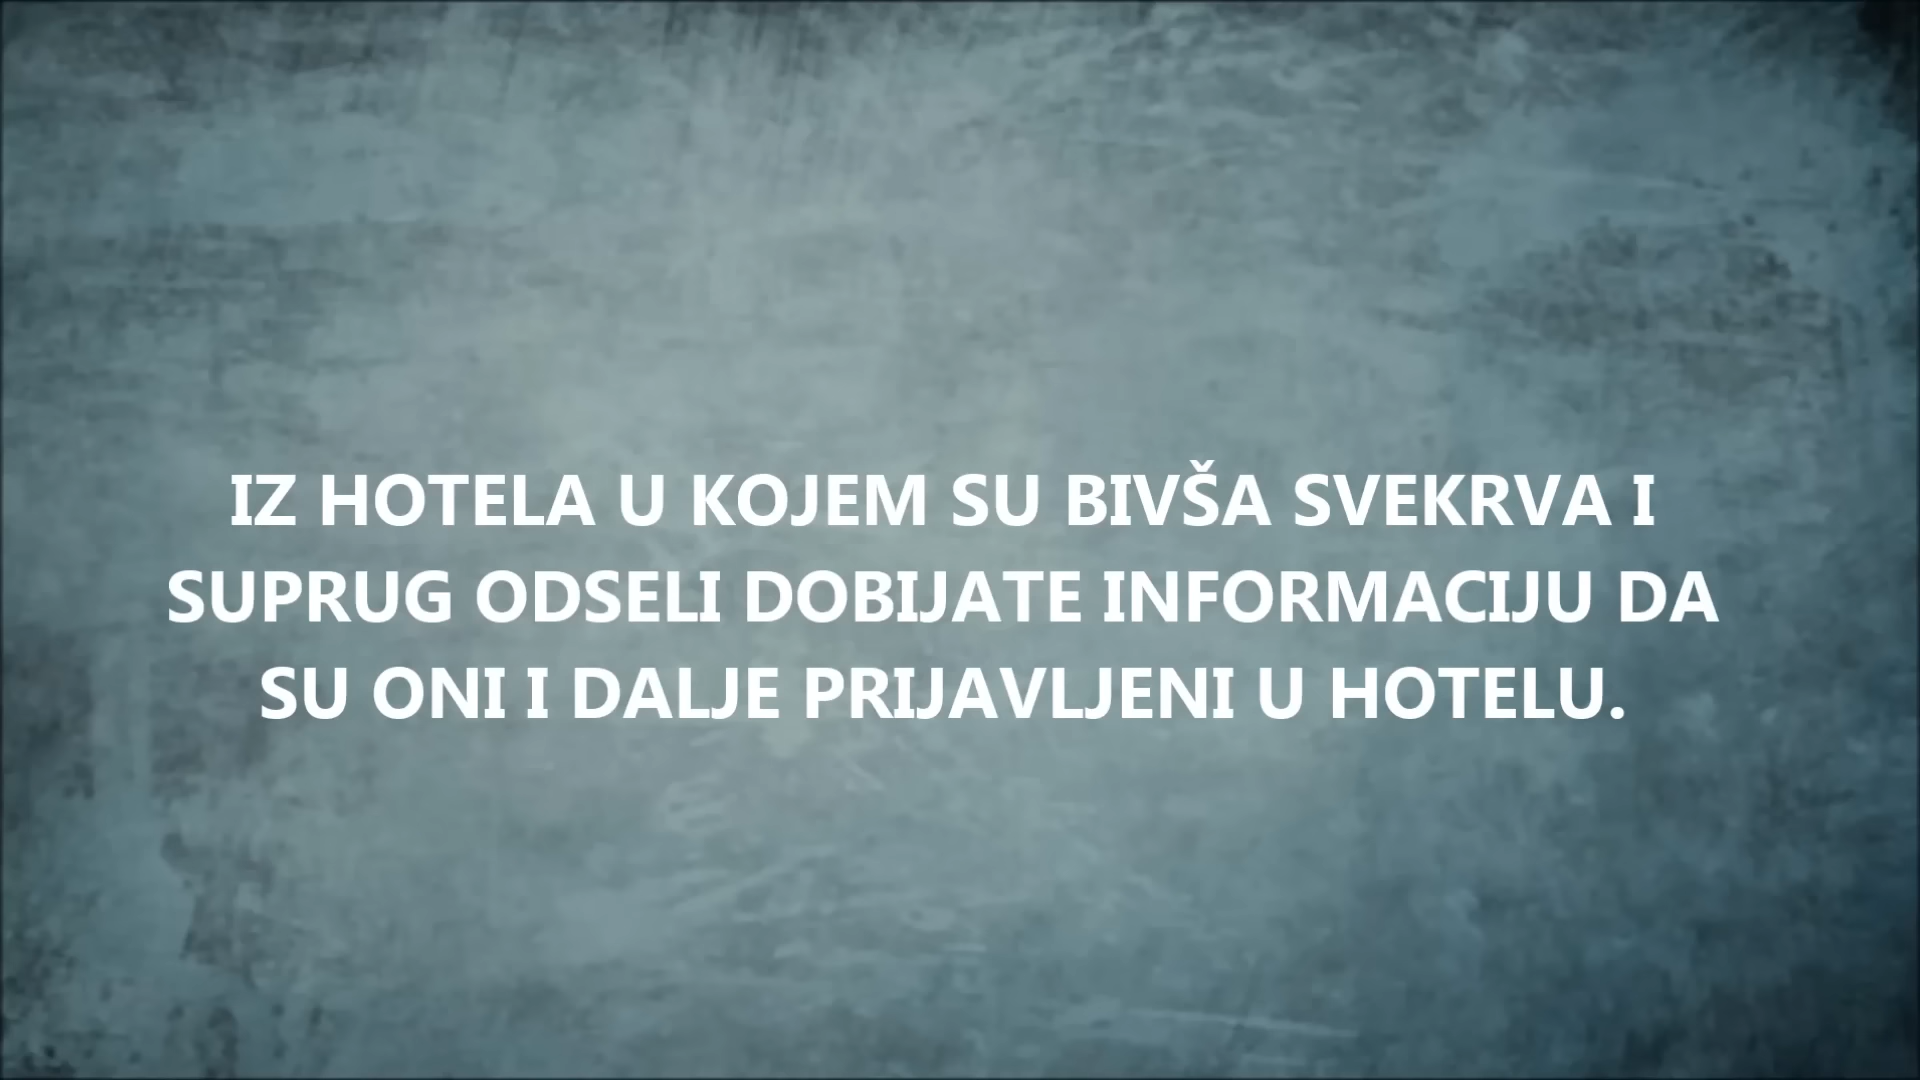 IZ HOTELA U KOJEM SU BIVŠA SVEKRVA I
SUPRUG ODSELI DOBIJATE INFORMACIJU DA
SU ONI I DALJE PRIJAVLJENI U HOTELU.